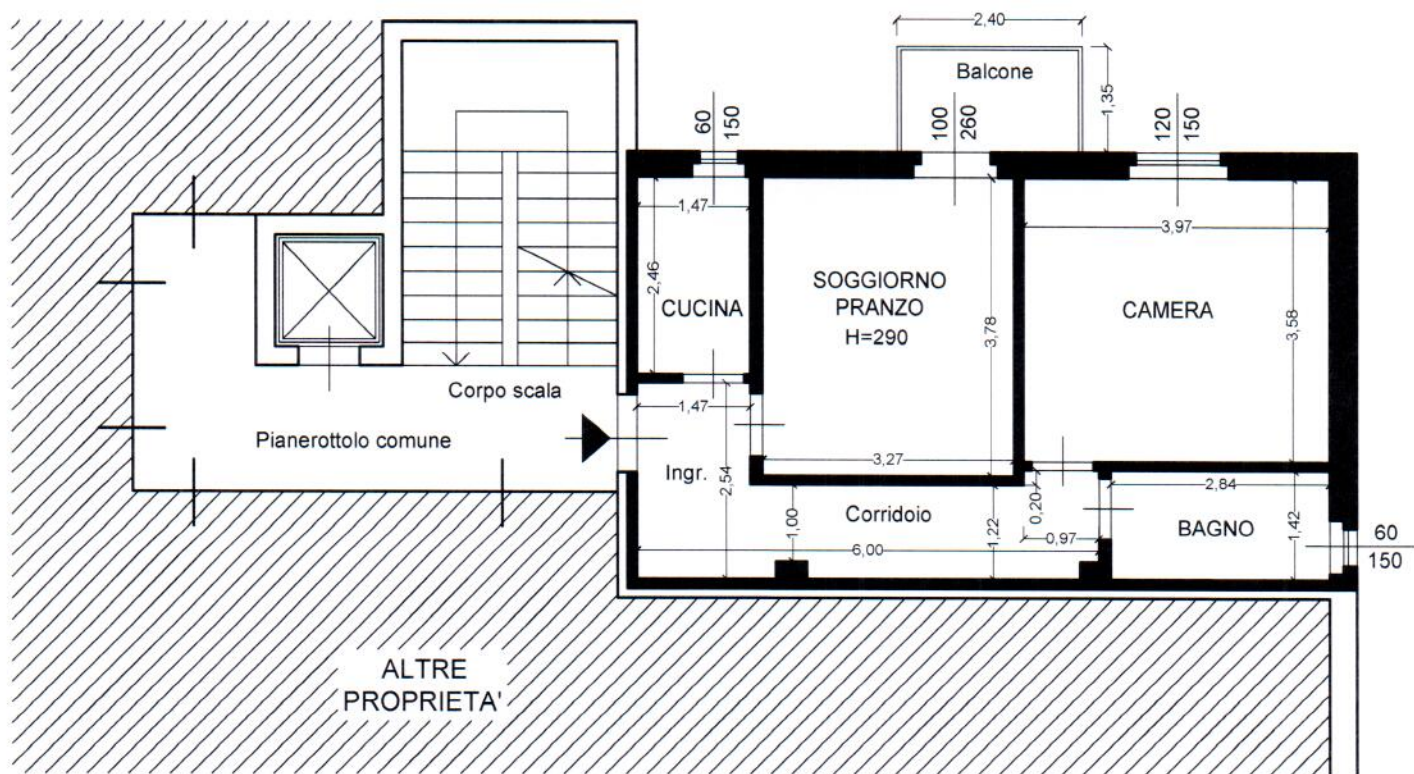 2,40
Balcone
1,35
60
150
100
260
120
150
1,47
3,97
2,46
CUCINA
SOGGIORNO
PRANZO
H=290
3,78
CAMERA
3,58
Corpo scala
Pianerottolo comune
1,47
Ingr.
2,54
3,27
Corridoio
1,00
6,00
1,22
0,20
0,97
2,84
BAGNO
1,42
60
150
ALTRE
PROPRIETA'